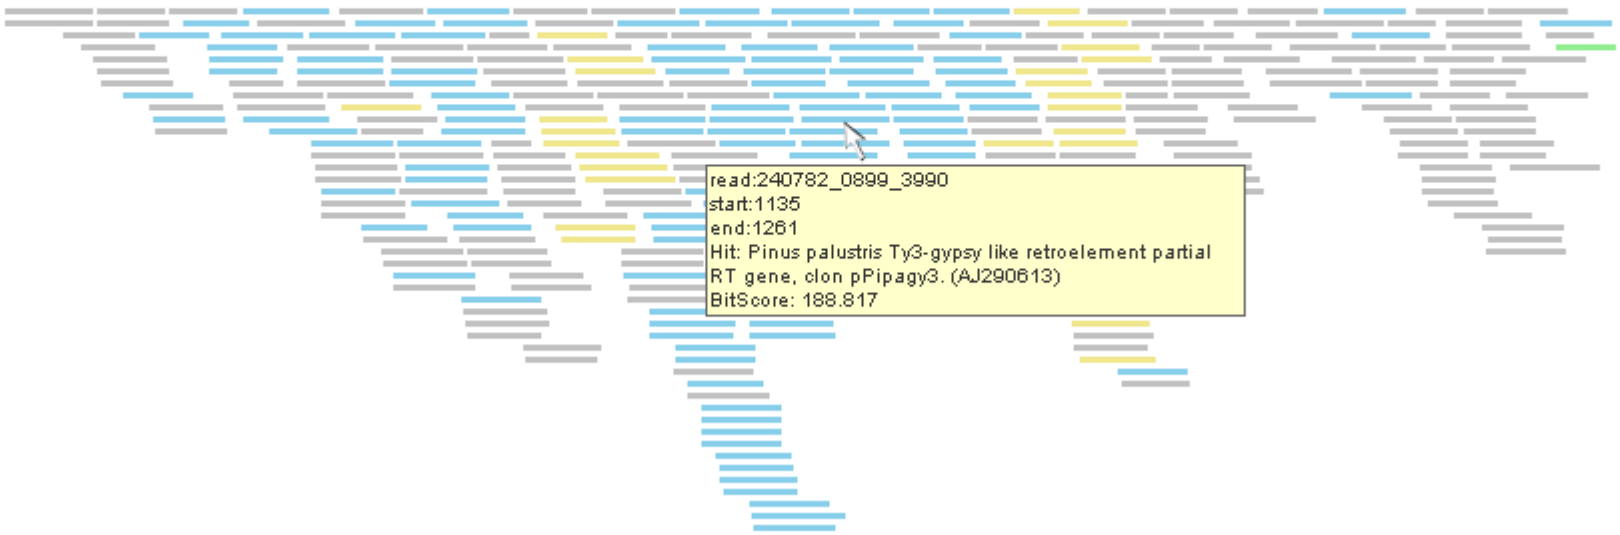 read:240782_0899_3990
start:1135
end:1261
Hit: Pinus palustris Ty3-gypsy like retroelement partial
RT gene, clon pPipagy3. (AJ290613)
BitScore: 188.817